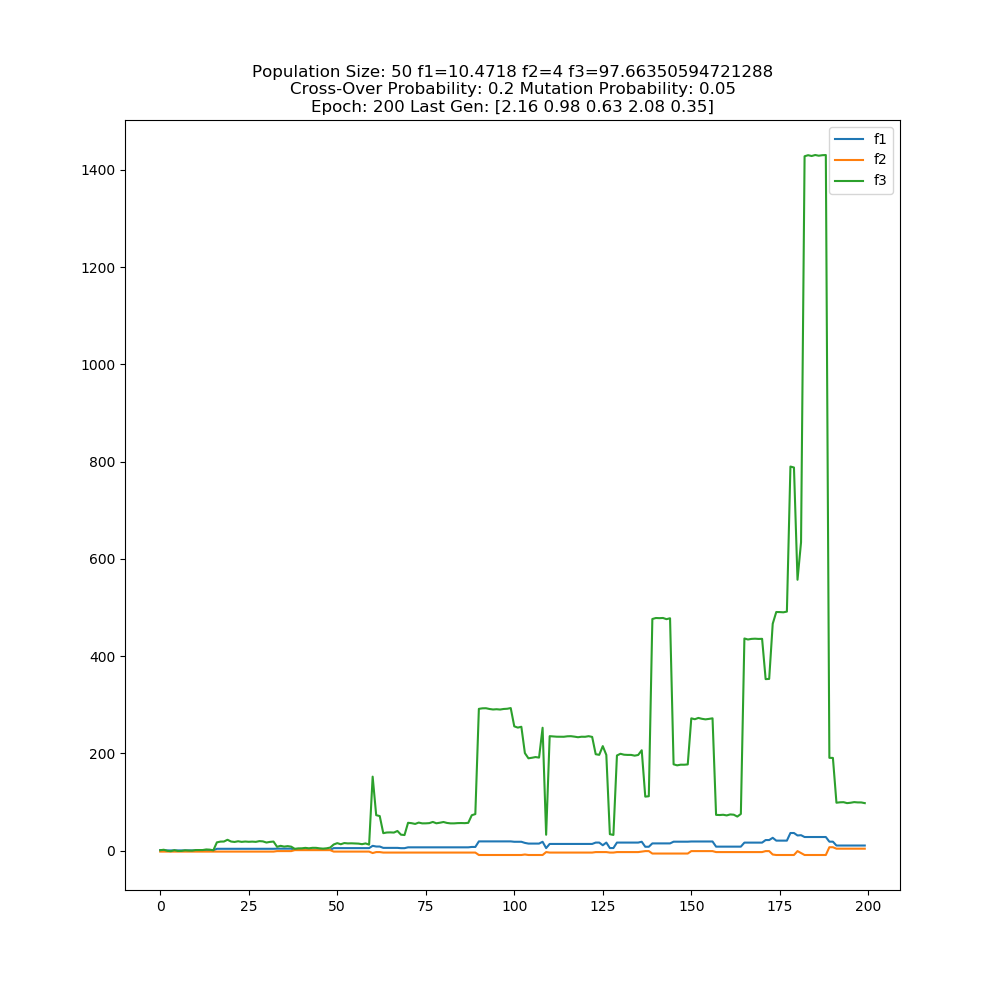 Population Size: 50 f1=10.4718 f2=4 f3=97.66350594721288
Cross-Over Probability: 0.2 Mutation Probability: 0.05
Epoch: 200 Last Gen: [2.16 0.98 0.63 2.08 0.35]
f1
f2
f3
1400
1200
1000
800
600
400
200
0
0 25 50 75 100 125 150 175 200